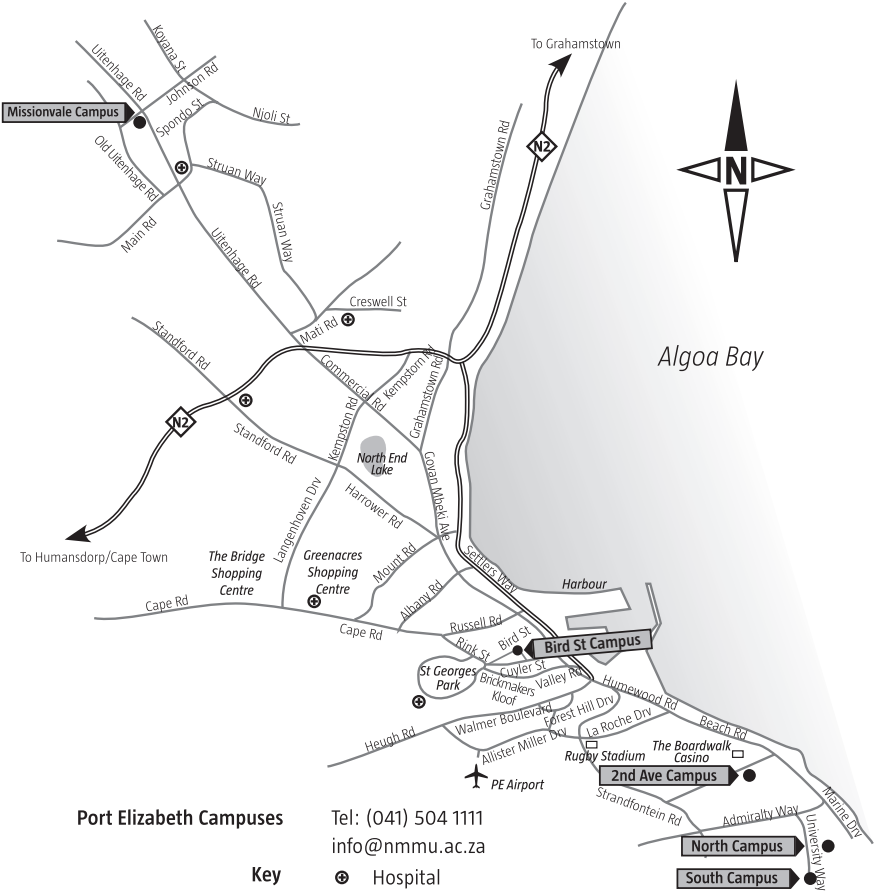 To Grahamstown
Koyana St
Uitenhage Rd
Johnson Rd
Missionvale Campus
Spondo St
Njoli St
N2
Grahamstown Rd
N
Old Uitenhage Rd
Struan Way
Main Rd
Struan Way
Uitenhage Rd
Creswell St
Mati Rd
Standford Rd
Algoa Bay
Commercial Rd
Kempstorn Rd
Grahamstown Rd
N2
Kempston Rd
Standford Rd
North End
Lake
Govan Mbeki Ave
Harrower Rd
Langenhoven Drv
To Humansdorp/Cape Town
The Bridge
Shopping
Centre
Greenacres
Shopping
Centre
Mount Rd
Settlers Way
Harbour
Albany Rd
Cape Rd
Cape Rd
Russell Rd
Bird St
Bird St Campus
Rink St
Cuyler St
St Georges
Park
Brickmakers
Kloof
Valley Rd
Humewood Rd
Walmer Boulevard
Forest Hill Drv
La Roche Drv
Beach Rd
Heugh Rd
Allister Miller Drv
Rugby Stadium
The Boardwalk
Casino
PE Airport
2nd Ave Campus
Strandfontein Rd
Admiralty Way
Marine Drv
University Way
North Campus
South Campus
Port Elizabeth Campuses
Tel: (041) 504 1111
info@nmmu.ac.za
Key
Hospital